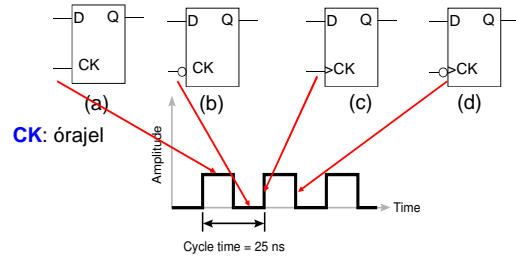 D Q D Q D Q D Q
CK CK >CK >CK
(a) (b) (c) (d)
CK: órajel
Amplitude
Time
Cycle time = 25 ns